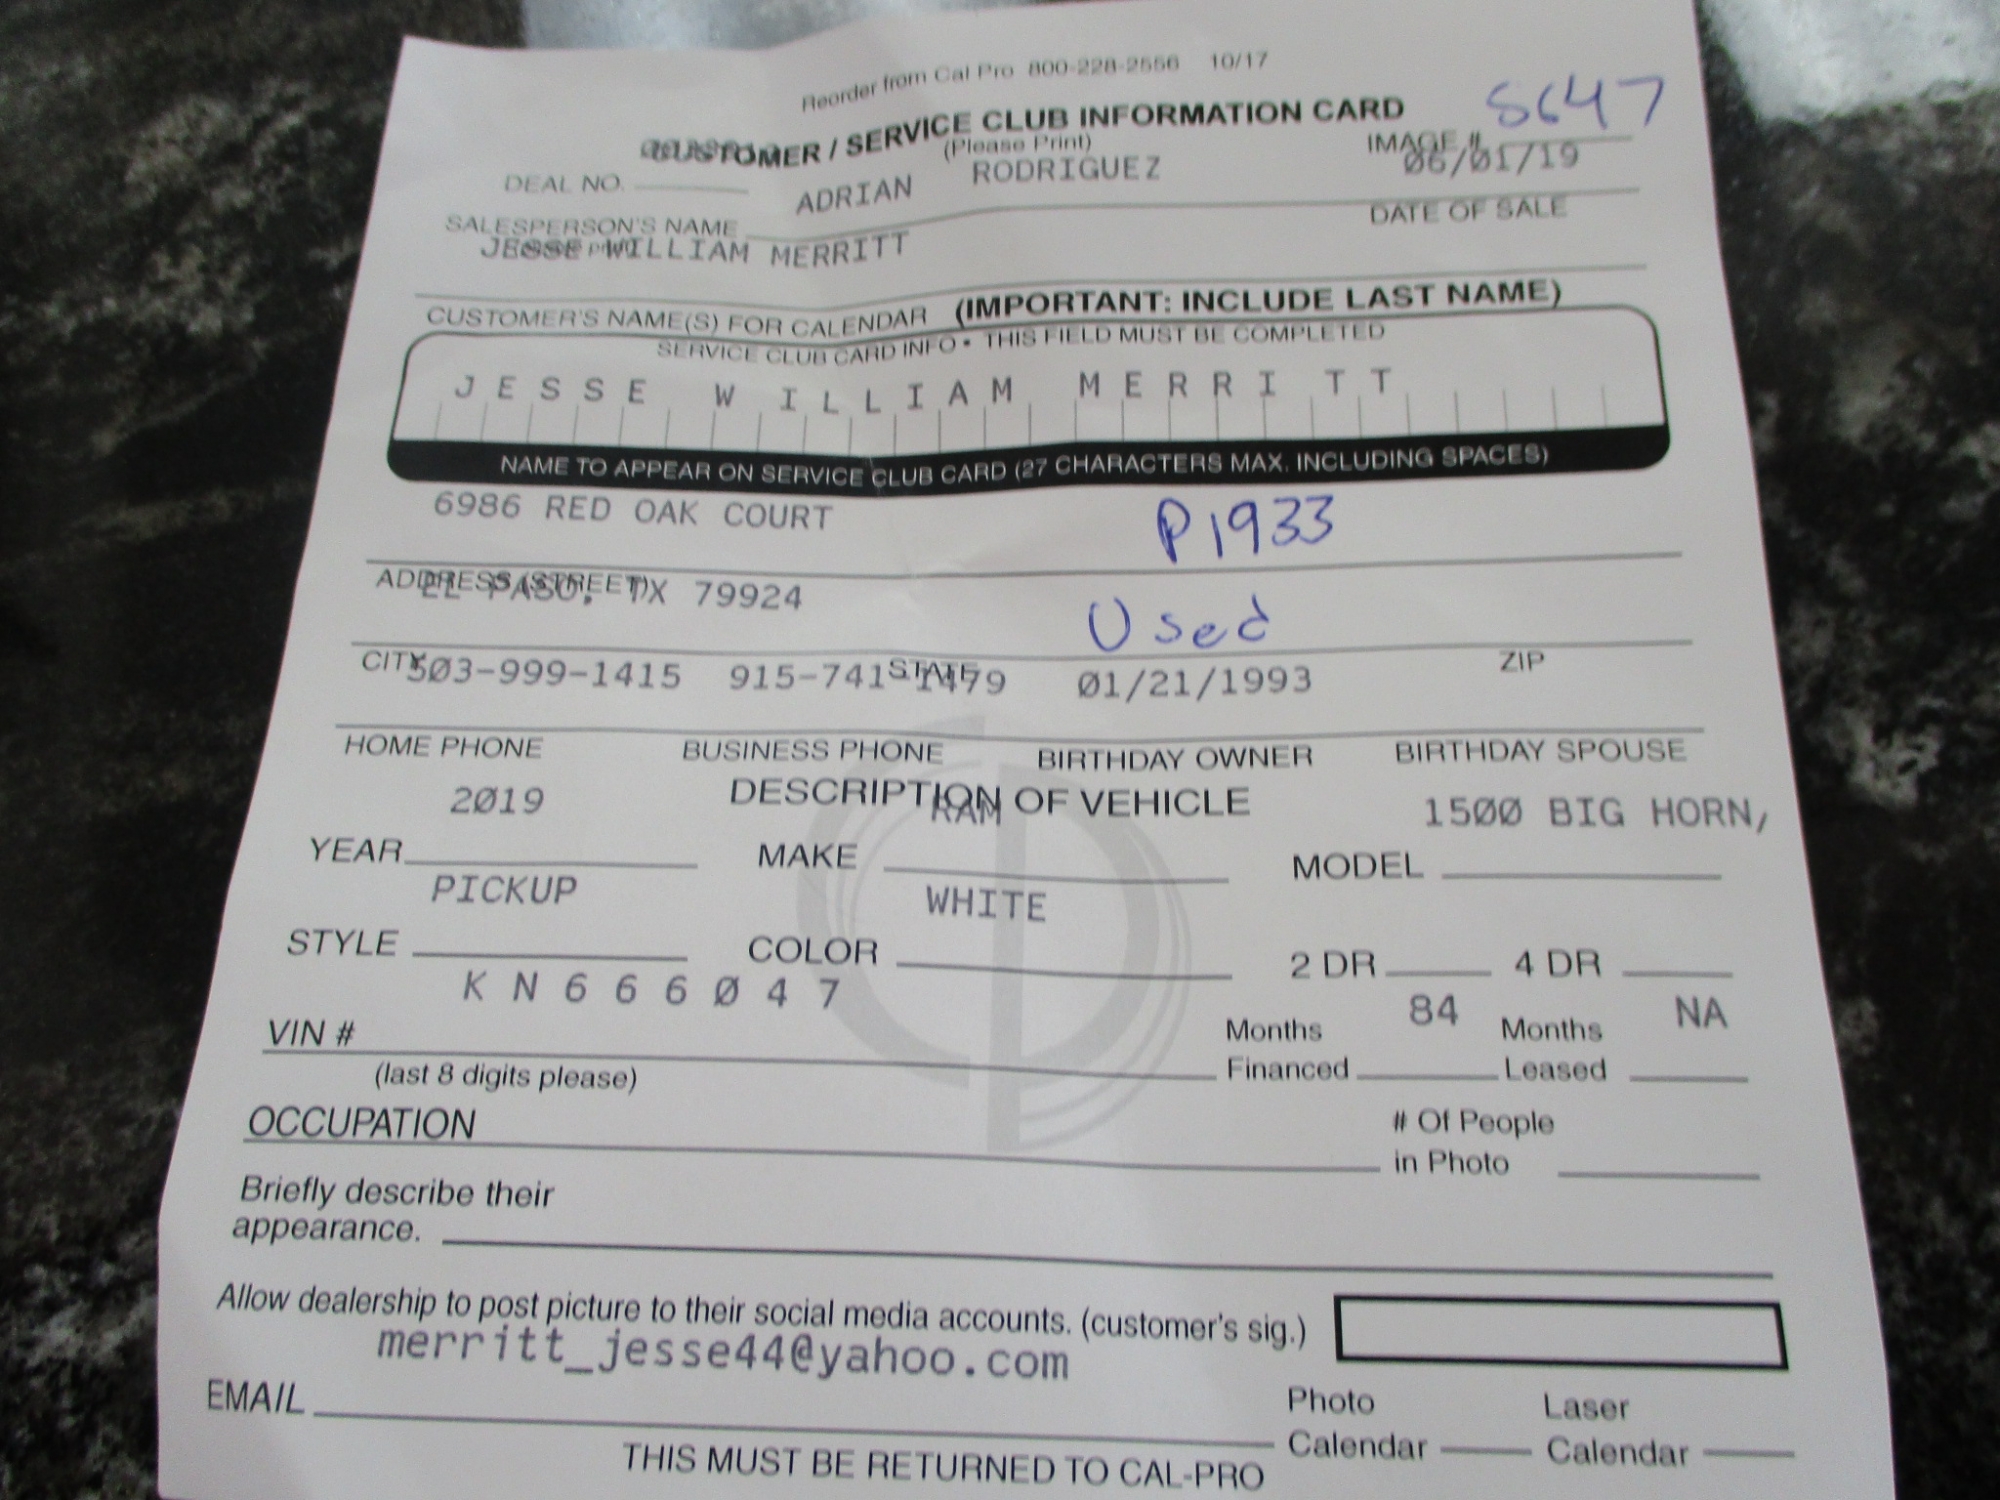 Reorder from Cal Pro 800-228-2556 10/17
CUSTOMER / SERVICE CLUB INFORMATION CARD
(Please Print)
IMAGE # 5647
DEAL NO.
ADRIAN RODRIGUEZ
06/01/19
SALESPERSON'S NAME
DATE OF SALE
JESSE WILLIAM MERRITT
CUSTOMER'S NAME(S) FOR CALENDAR (IMPORTANT: INCLUDE LAST NAME)
SERVICE CLUB CARD INFO • THIS FIELD MUST BE COMPLETED
JESSE WILLIAM MERRITT
NAME TO APPEAR ON SERVICE CLUB CARD (27 CHARACTERS MAX. INCLUDING SPACES)
6986 RED OAK COURT
P1933
ADDRESS (STREET)
EL PASO, TX 79924
Used
CITY STATE ZIP
503-999-1415 915-741-1479 01/21/1993
HOME PHONE BUSINESS PHONE BIRTHDAY OWNER BIRTHDAY SPOUSE
DESCRIPTION OF VEHICLE
2019 RAM 1500 BIG HORN,
YEAR MAKE MODEL
PICKUP WHITE
STYLE COLOR 2 DR 4 DR
KN666047
84 NA
VIN # Months Financed Months Leased
(last 8 digits please)
OCCUPATION # Of People in Photo
Briefly describe their
appearance.
Allow dealership to post picture to their social media accounts. (customer's sig.)
merritt_jesse44@yahoo.com
EMAIL Photo Calendar Laser Calendar
THIS MUST BE RETURNED TO CAL-PRO